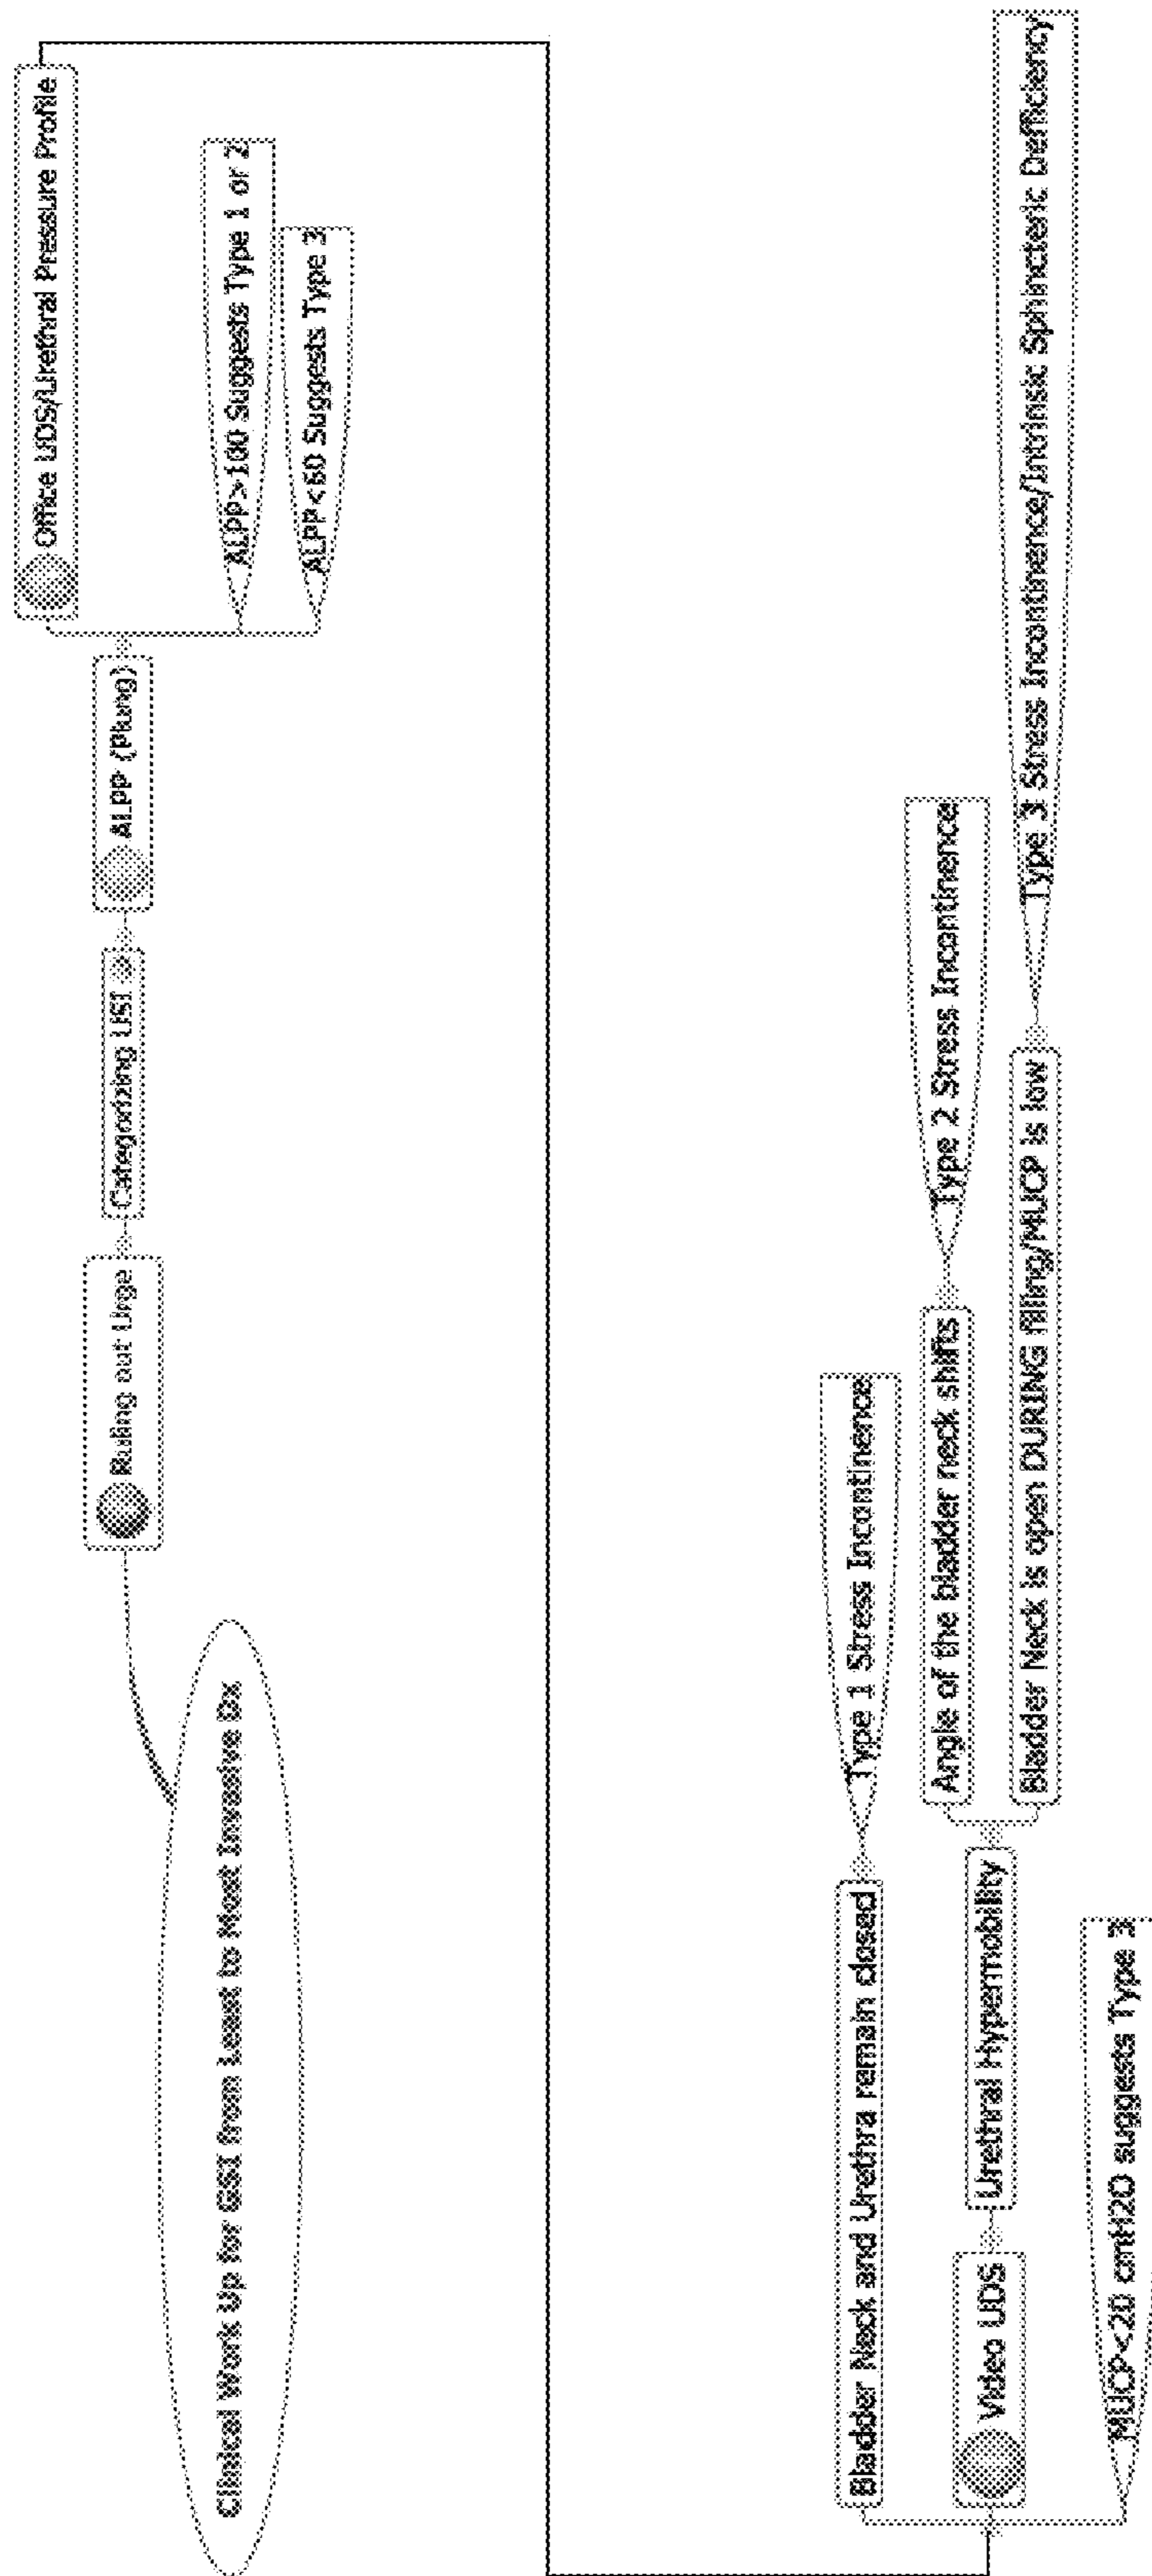 Clinical Work Up for GSI from Least to Most Invasive Dx
Ruling out Urge
Categorizing USI
ALPP (Plung)
Office UDS/Urethral Pressure Profile
ALPP>100 Suggests Type 1 or 2
ALPP<60 Suggests Type 3
Bladder Neck and Urethra remain closed
Type 1 Stress Incontinence
Video UDS
Urethral Hypermobility
Angle of the bladder neck shifts
Type 2 Stress Incontinence
Bladder Neck is open DURING filling/MUCP is low
Type 3 Stress Incontinence/Intrinsic Sphincteric Defficiency
MUCP<20 cmH2O suggests Type 3